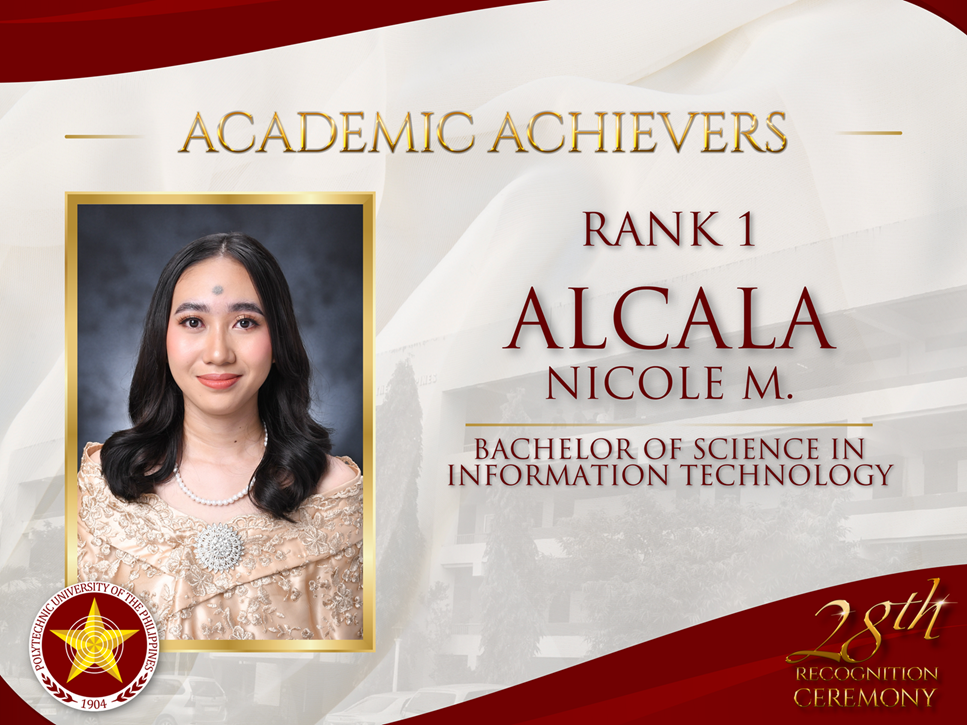 ACADEMIC ACHIEVERS
RANK 1
ALCALA
NICOLE M.
BACHELOR OF SCIENCE IN
INFORMATION TECHNOLOGY
POLYTECHNIC UNIVERSITY OF THE PHILIPPINES
1904
28th
RECOGNITION
CEREMONY